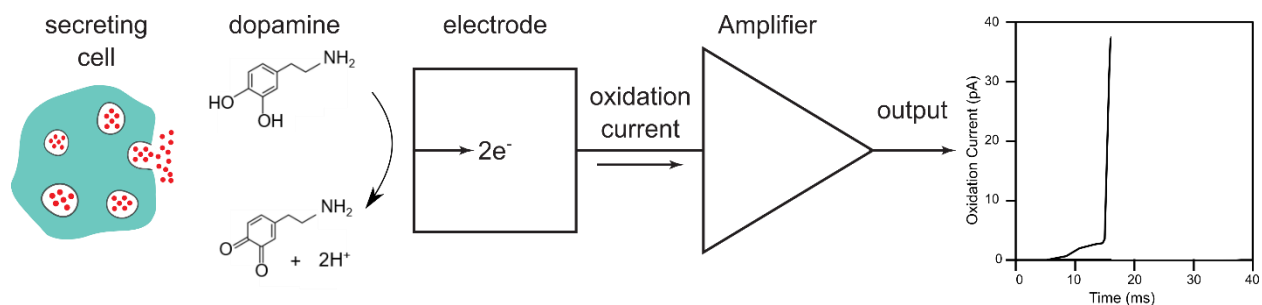 secreting
cell
dopamine
NH₂
HO
OH
NH₂
O
O
+ 2H⁺
electrode
2e⁻
oxidation
current
Amplifier
output
Oxidation Current (pA)
40
30
20
10
0
0 10 20 30 40
Time (ms)